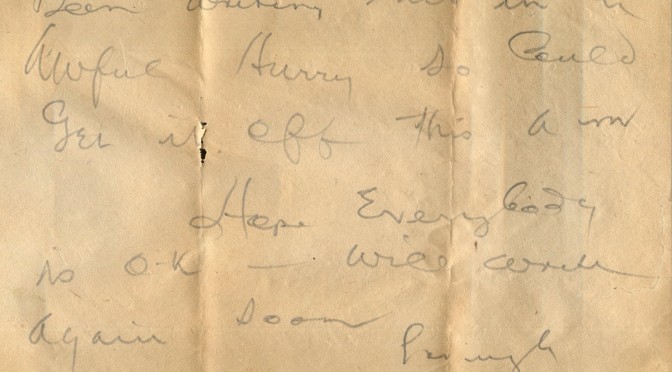 Been writing this in a
Awful Hurry so Could
Get it off this am
Hope Everybody
is O-K — will write
Again soon